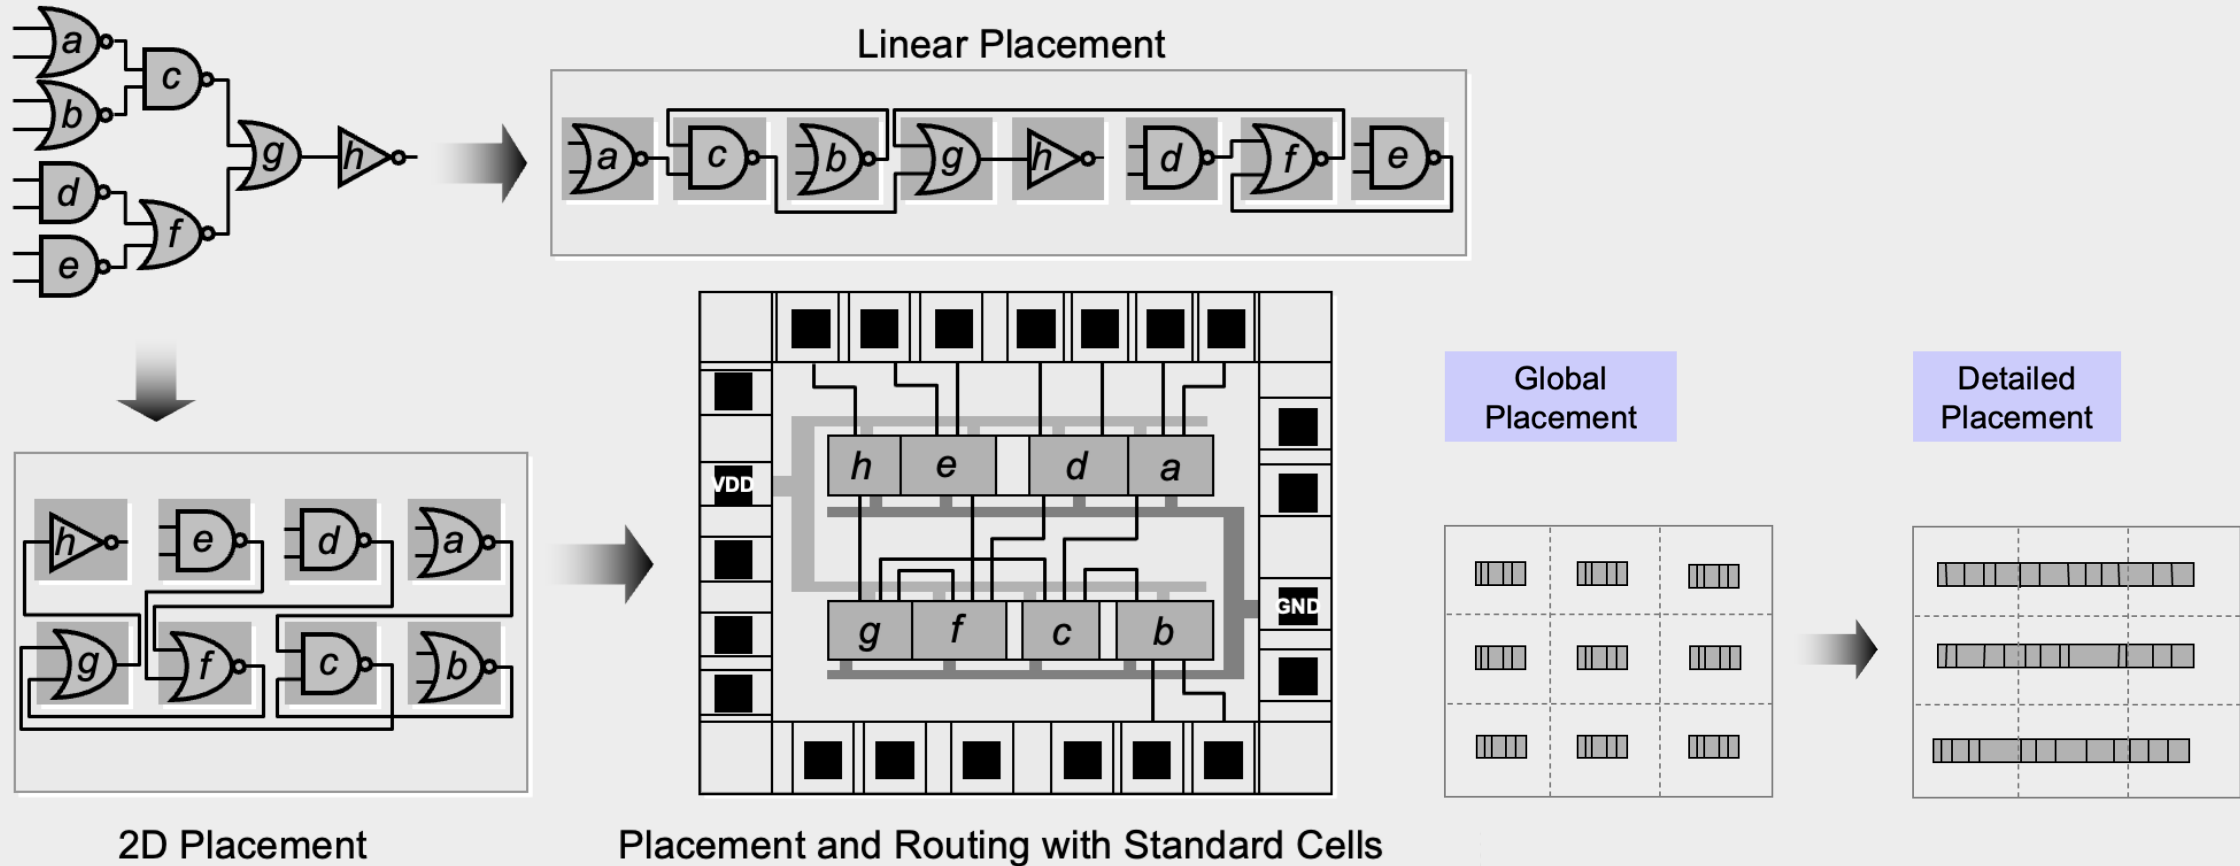 a
b
c
d
e
f
g
h
Linear Placement
a
c
b
g
h
d
f
e
h
e
d
a
g
f
c
b
2D Placement
VDD
GND
h
e
d
a
g
f
c
b
Placement and Routing with Standard Cells
Global
Placement
Detailed
Placement